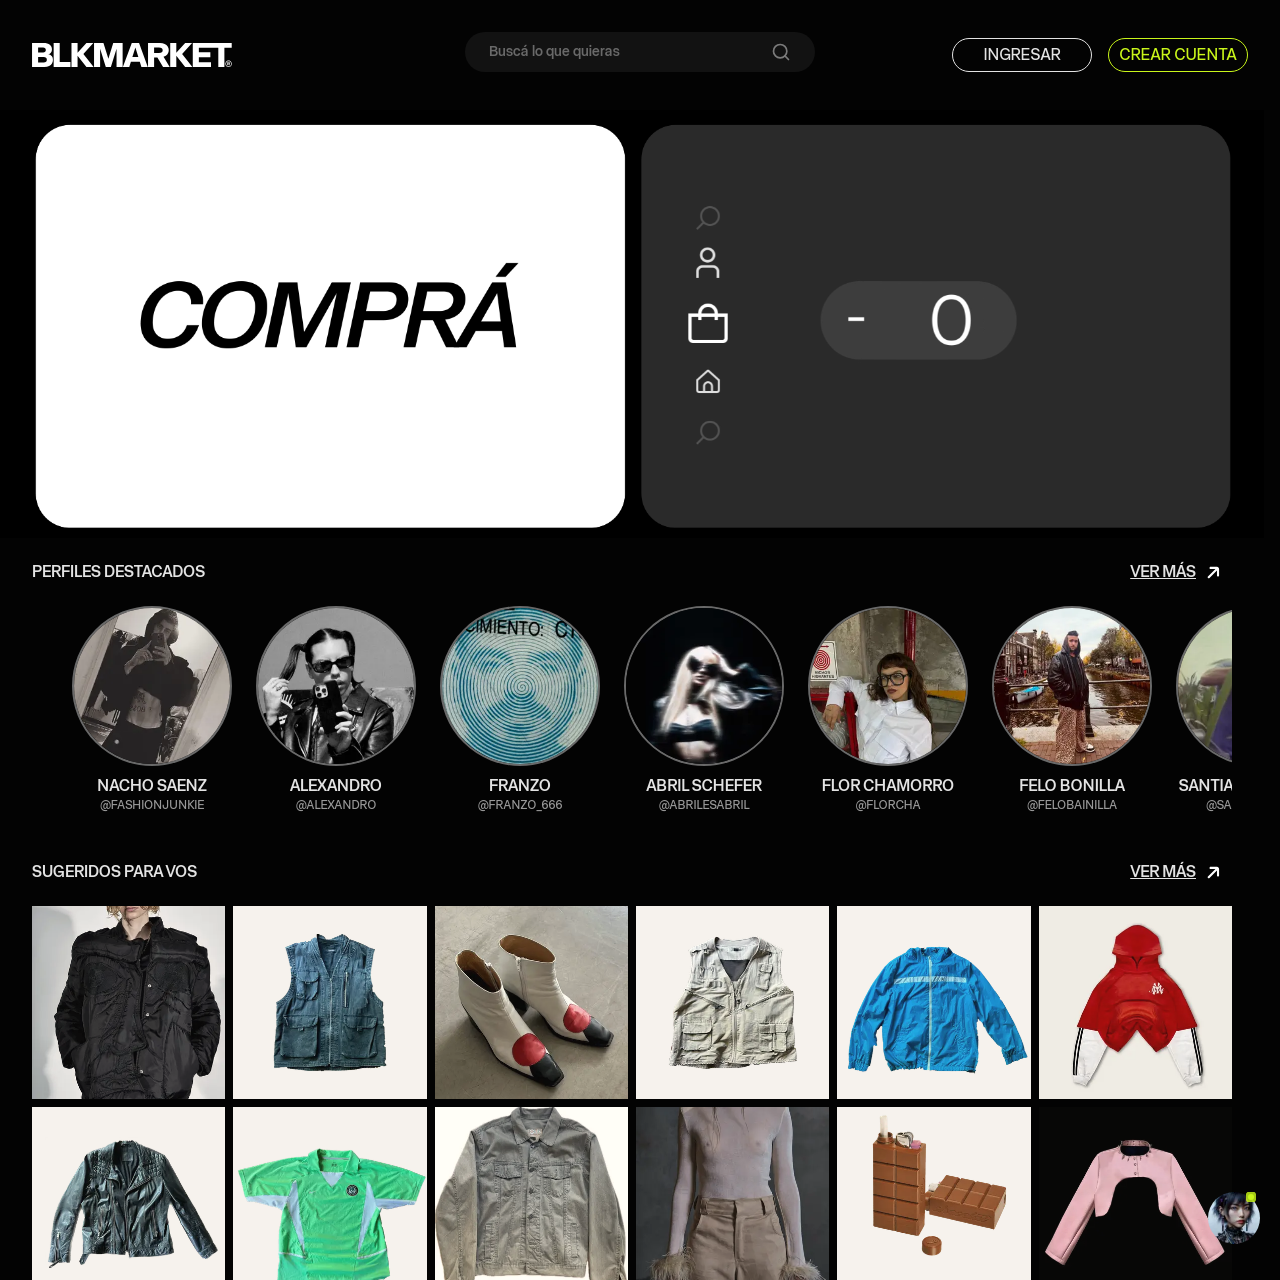 BLKMARKET®
Buscá lo que quieras
INGRESAR
CREAR CUENTA
COMPRÁ
- 0
PERFILES DESTACADOS
VER MÁS
CIMIENTO:
NACHO SAENZ
@FASHIONJUNKIE
ALEXANDRO
@ALEXANDRO
FRANZO
@FRANZO_666
ABRIL SCHEFER
@ABRILESABRIL
FLOR CHAMORRO
@FLORCHA
FELO BONILLA
@FELOBAINILLA
SANTIA
@SA
SUGERIDOS PARA VOS
VER MÁS